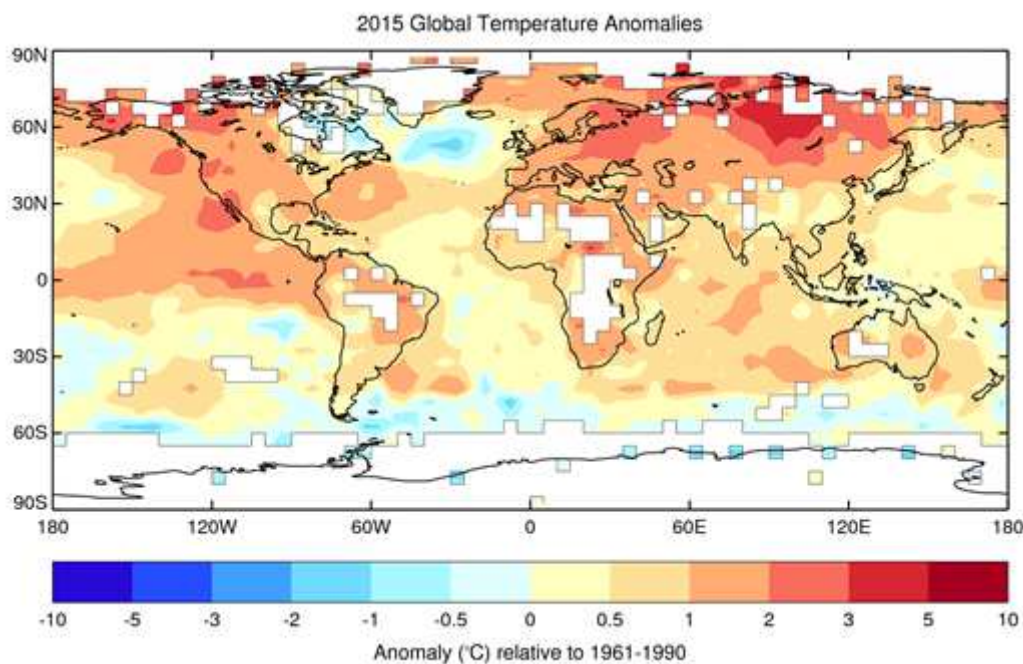 2015 Global Temperature Anomalies
90N
60N
30N
0
30S
60S
90S
180 120W 60W 0 60E 120E 180
-10 -5 -3 -2 -1 -0.5 0 0.5 1 2 3 5 10
Anomaly (°C) relative to 1961-1990